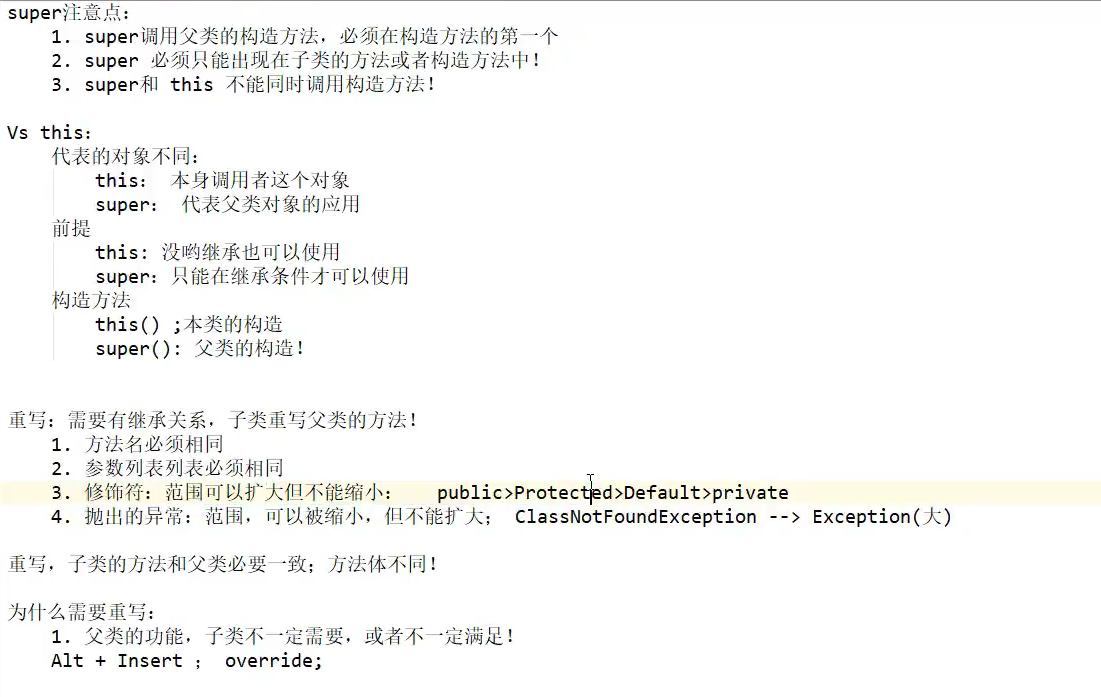 super注意点：
1. super调用父类的构造方法，必须在构造方法的第一个
2. super 必须只能出现在子类的方法或者构造方法中！
3. super和 this 不能同时调用构造方法！
Vs this：
代表的对象不同：
this： 本身调用者这个对象
super： 代表父类对象的应用
前提
this：没哟继承也可以使用
super：只能在继承条件才可以使用
构造方法
this() ;本类的构造
super()：父类的构造！
重写：需要有继承关系，子类重写父类的方法！
1. 方法名必须相同
2. 参数列表列表必须相同
3. 修饰符：范围可以扩大但不能缩小： public>Protected>Default>private
4. 抛出的异常：范围，可以被缩小，但不能扩大； ClassNotFoundException --> Exception(大)
重写，子类的方法和父类必要一致；方法体不同！
为什么需要重写：
1. 父类的功能，子类不一定需要，或者不一定满足！
Alt + Insert ； override;